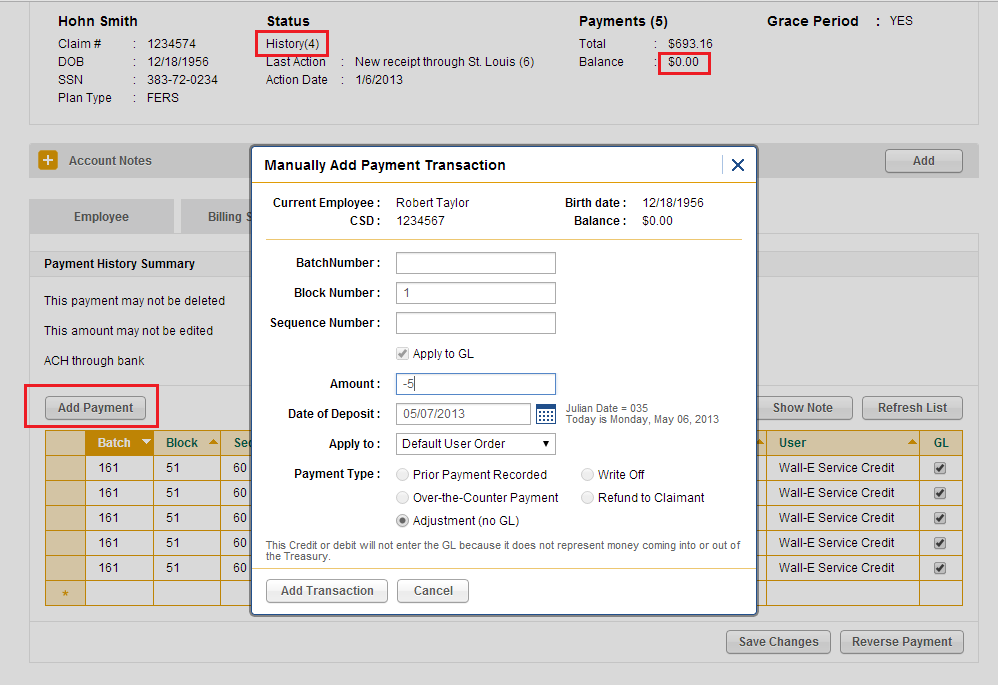 Hohn Smith Status Payments (5) Grace Period : YES
Claim # : 1234574 History(4) Total : $693.16
DOB : 12/18/1956 Last Action : New receipt through St. Louis (6) Balance : $0.00
SSN : 383-72-0234 Action Date : 1/6/2013
Plan Type : FERS
+ Account Notes Add
Employee Billing S
Payment History Summary
This payment may not be deleted
This amount may not be edited
ACH through bank
Add Payment Show Note Refresh List
Batch Block Se User GL
161 51 60 Wall-E Service Credit
161 51 60 Wall-E Service Credit
161 51 60 Wall-E Service Credit
161 51 60 Wall-E Service Credit
161 51 60 Wall-E Service Credit
*
Save Changes Reverse Payment
Manually Add Payment Transaction
Current Employee : Robert Taylor Birth date : 12/18/1956
CSD : 1234567 Balance : $0.00
BatchNumber :
Block Number : 1
Sequence Number :
Apply to GL
Amount : -5
Date of Deposit : 05/07/2013 Julian Date = 035
Today is Monday, May 06, 2013
Apply to : Default User Order
Payment Type : Prior Payment Recorded Write Off
Over-the-Counter Payment Refund to Claimant
Adjustment (no GL)
This Credit or debit will not enter the GL because it does not represent money coming into or out of
the Treasury.
Add Transaction Cancel